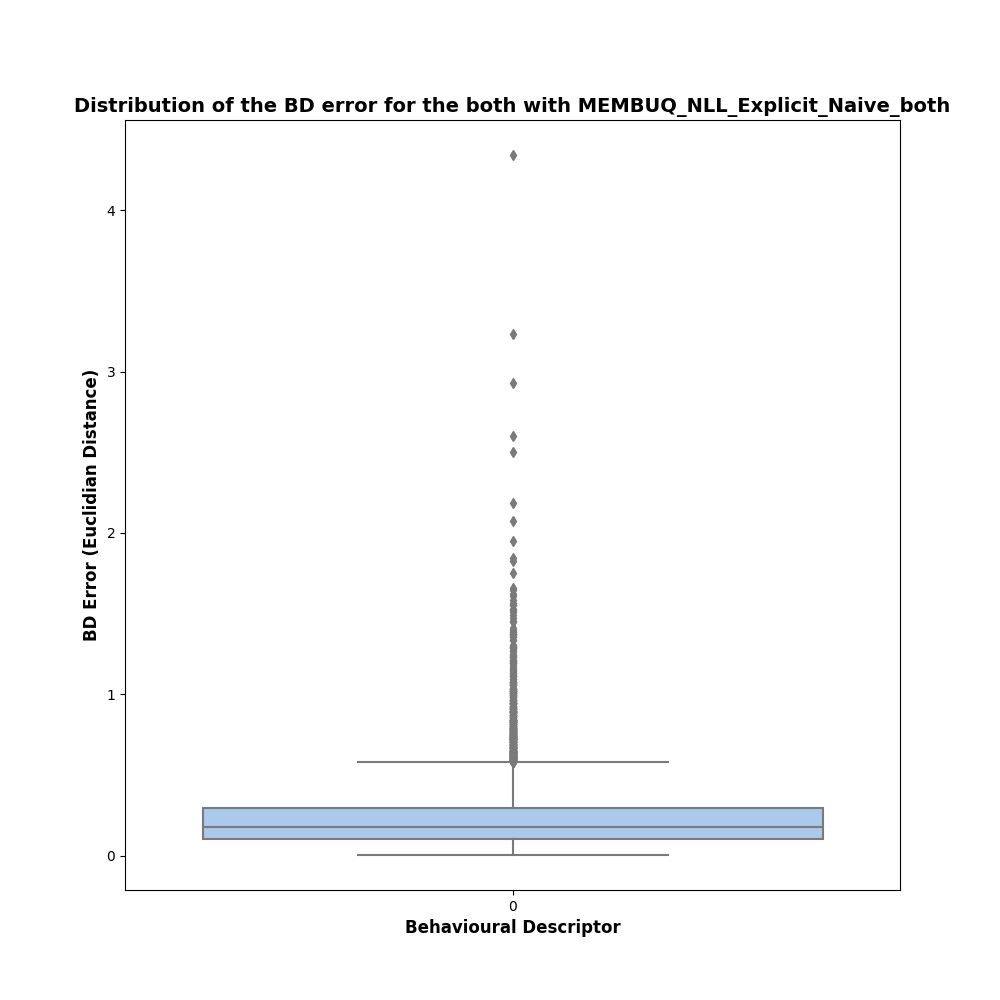 Distribution of the BD error for the both with MEMBUQ_NLL_Explicit_Naive_both
4
3
2
1
0
BD Error (Euclidian Distance)
0
Behavioural Descriptor